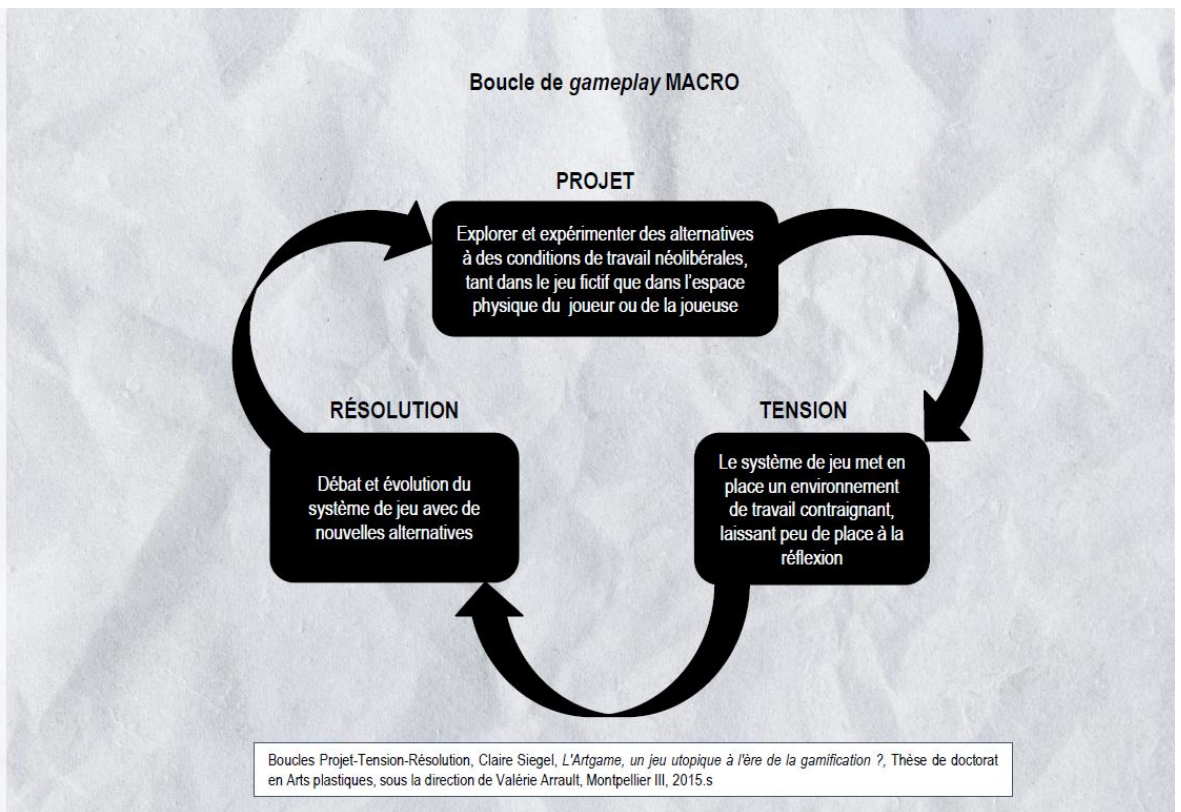 Boucle de gameplay MACRO
PROJET
Explorer et expérimenter des alternatives
à des conditions de travail néolibérales,
tant dans le jeu fictif que dans l'espace
physique du joueur ou de la joueuse
RÉSOLUTION
Débat et évolution du
système de jeu avec de
nouvelles alternatives
TENSION
Le système de jeu met en
place un environnement
de travail contraignant,
laissant peu de place à la
réflexion
Boucles Projet-Tension-Résolution, Claire Siegel, L'Artgame, un jeu utopique à l'ère de la gamification ?, Thèse de doctorat
en Arts plastiques, sous la direction de Valérie Arrault, Montpellier III, 2015.s